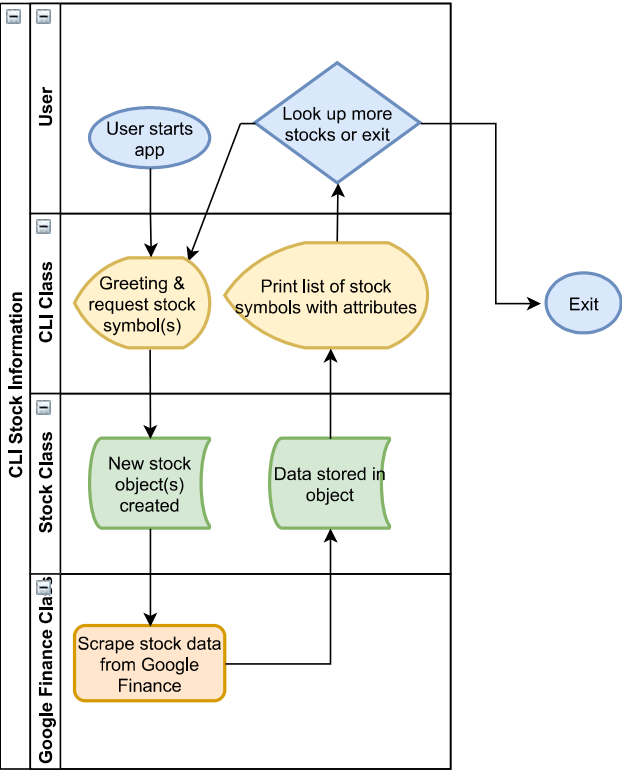 CLI Stock Information
User
User starts
app
Look up more
stocks or exit
CLI Class
Greeting &
request stock
symbol(s)
Print list of stock
symbols with attributes
Exit
Stock Class
New stock
object(s)
created
Data stored in
object
Google Finance Class
Scrape stock data
from Google
Finance